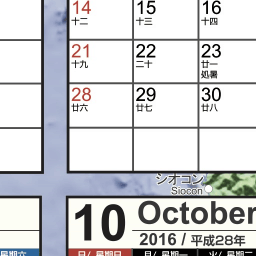 14 15 16
十二 十三 十四
21 22 23
十九 二十 廿一
處暑
28 29 30
廿六 廿七 廿八
シオコン
Siocon
10 October
2016 / 平成28年
日/ 星期日 月/ 星期一 火/ 星期二